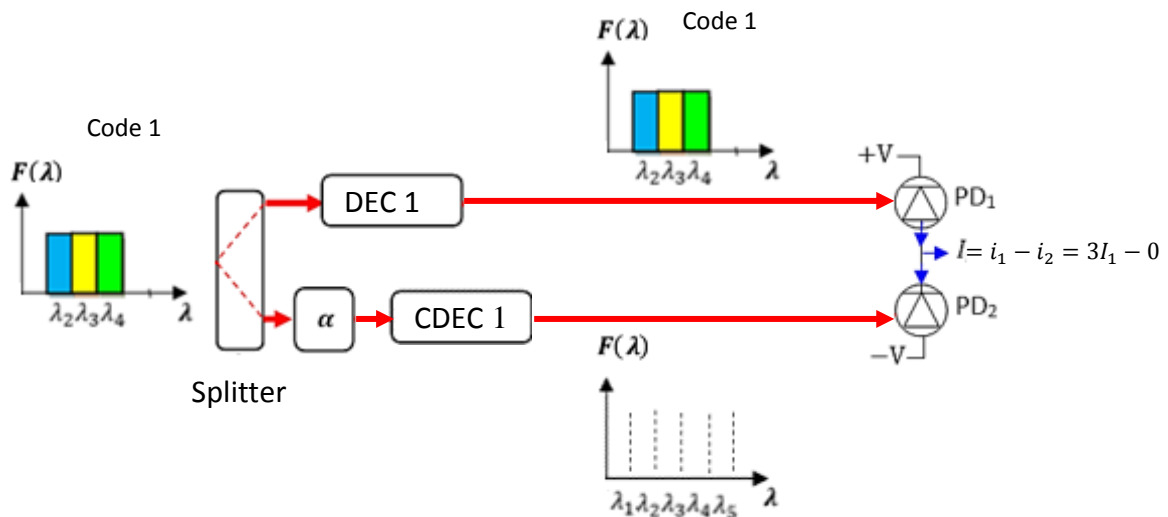 F(λ)
Code 1
λ₂λ₃λ₄ λ
Code 1
F(λ)
λ₂λ₃λ₄ λ
+V
DEC 1
PD₁
I= i₁ − i₂ = 3I₁ − 0
α
CDEC 1
PD₂
−V
Splitter
F(λ)
λ₁λ₂λ₃λ₄λ₅ λ